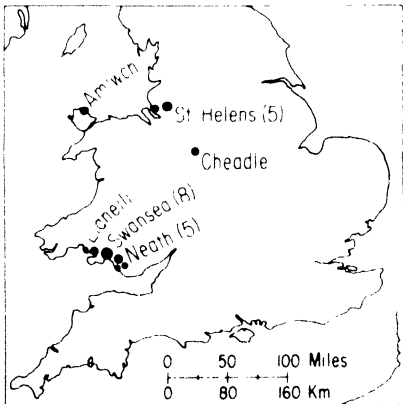 Amlwch
St Helens (5)
Cheadle
Llanelli
Swansea (8)
Neath (5)
0 50 100 Miles
0 80 160 Km